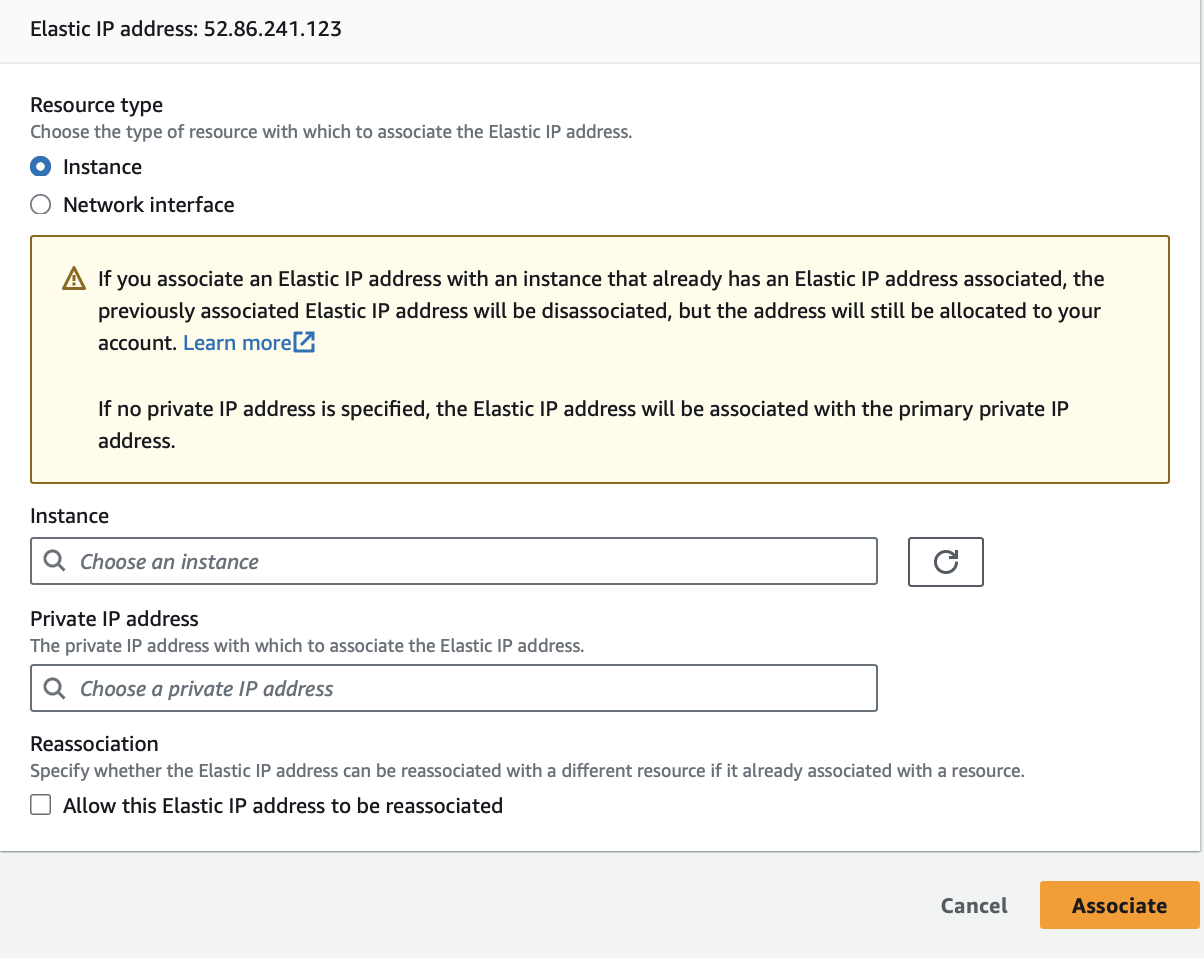 Elastic IP address: 52.86.241.123
Resource type
Choose the type of resource with which to associate the Elastic IP address.
Instance
Network interface
If you associate an Elastic IP address with an instance that already has an Elastic IP address associated, the
previously associated Elastic IP address will be disassociated, but the address will still be allocated to your
account. Learn more
If no private IP address is specified, the Elastic IP address will be associated with the primary private IP
address.
Instance
Choose an instance
Private IP address
The private IP address with which to associate the Elastic IP address.
Choose a private IP address
Reassociation
Specify whether the Elastic IP address can be reassociated with a different resource if it already associated with a resource.
Allow this Elastic IP address to be reassociated
Cancel
Associate